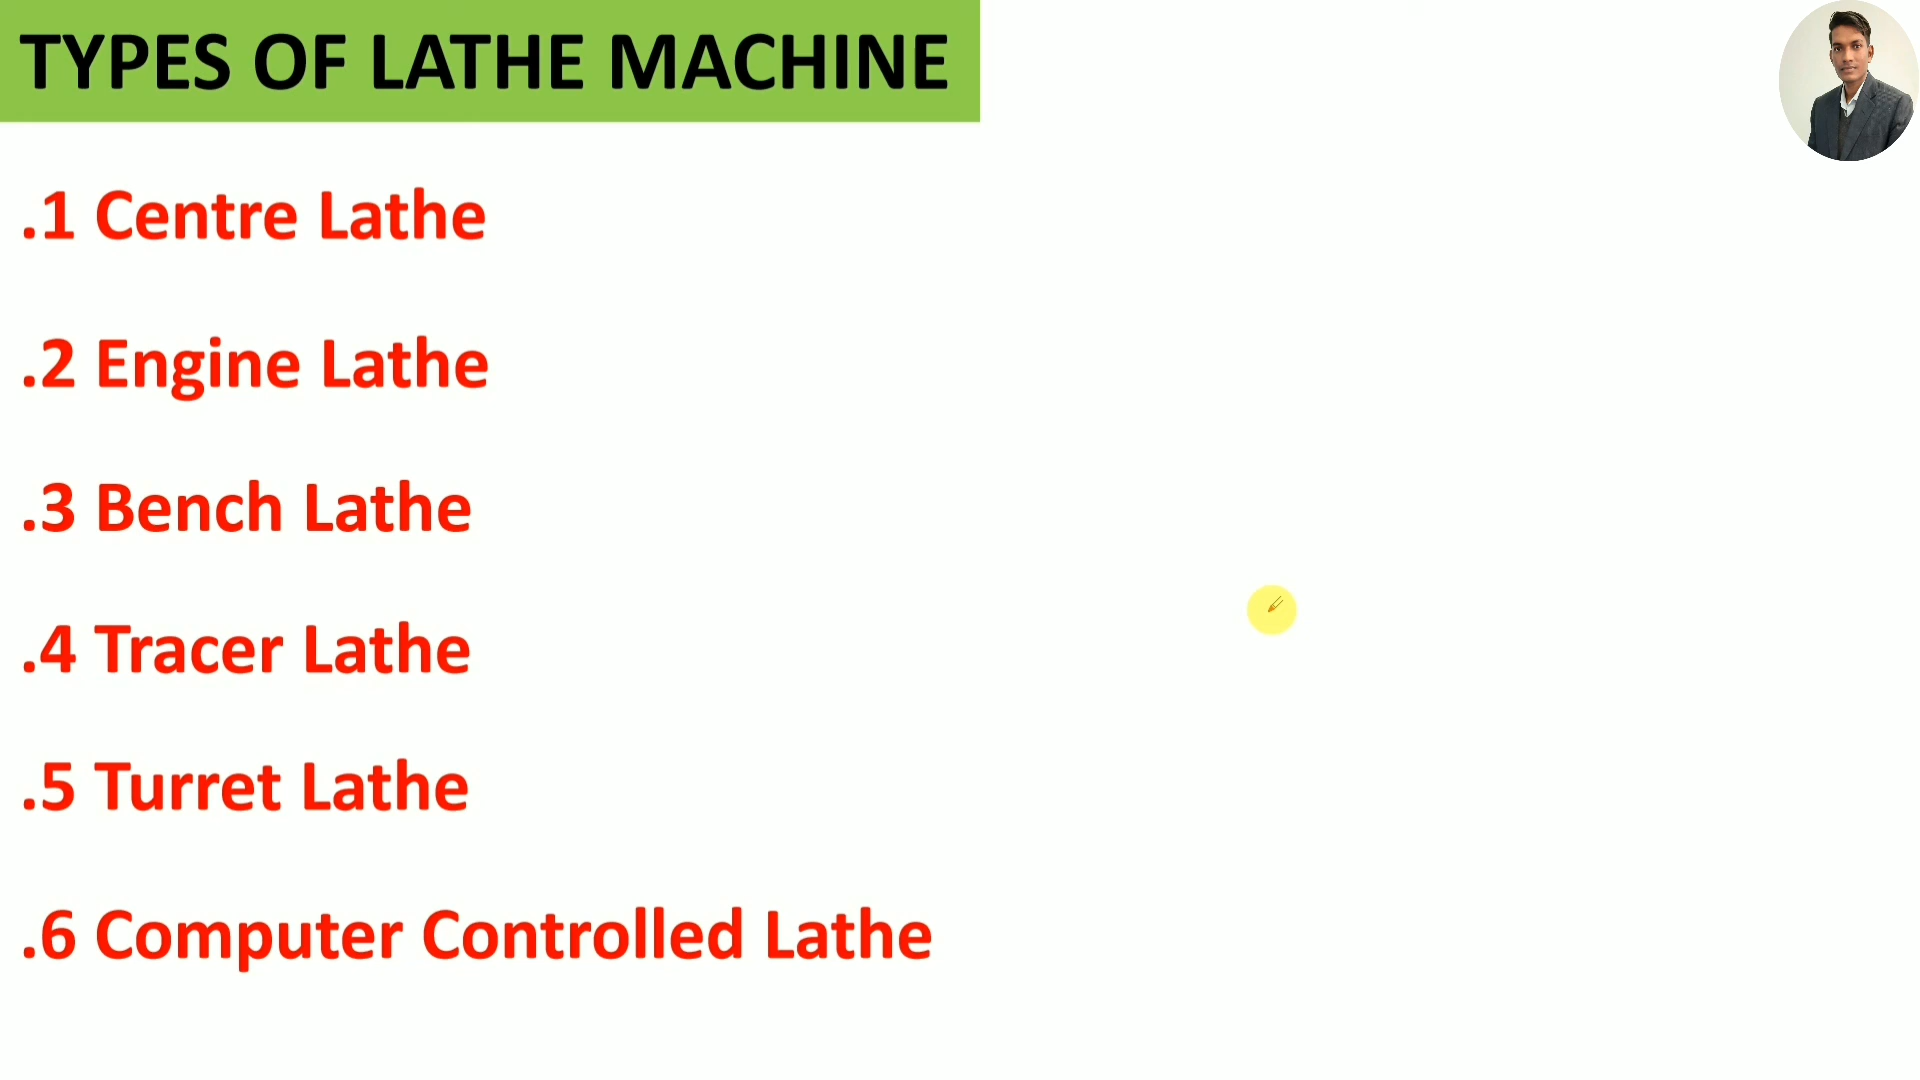 TYPES OF LATHE MACHINE
.1 Centre Lathe
.2 Engine Lathe
.3 Bench Lathe
.4 Tracer Lathe
.5 Turret Lathe
.6 Computer Controlled Lathe